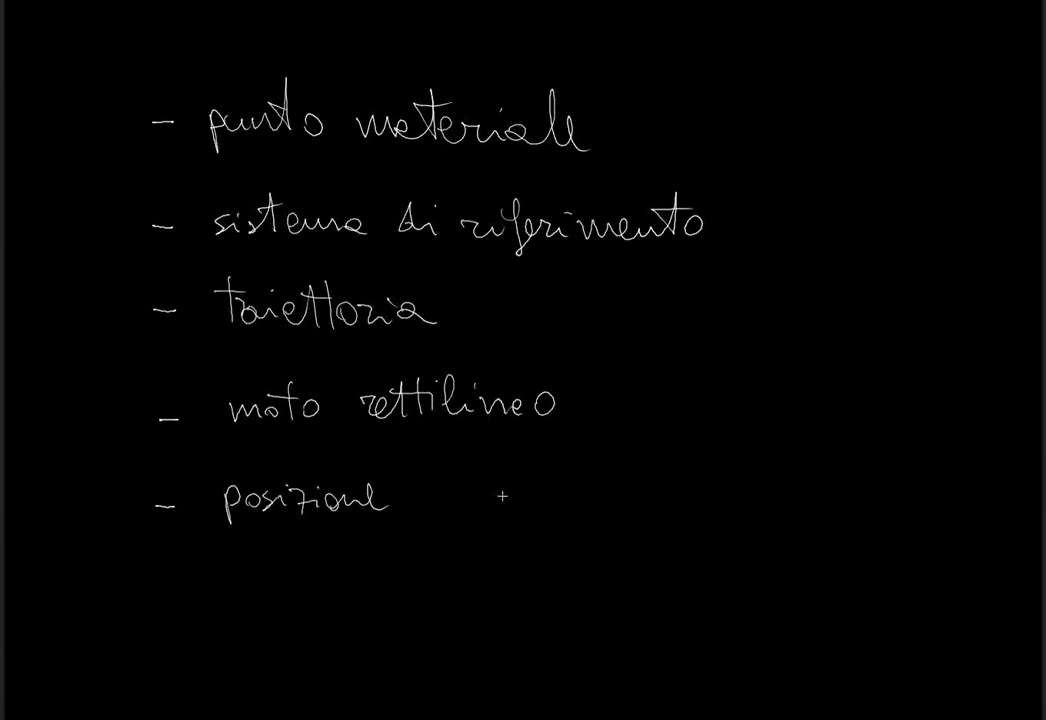 - punto materiale
- sistema di riferimento
- traiettoria
- moto rettilineo
- posizione